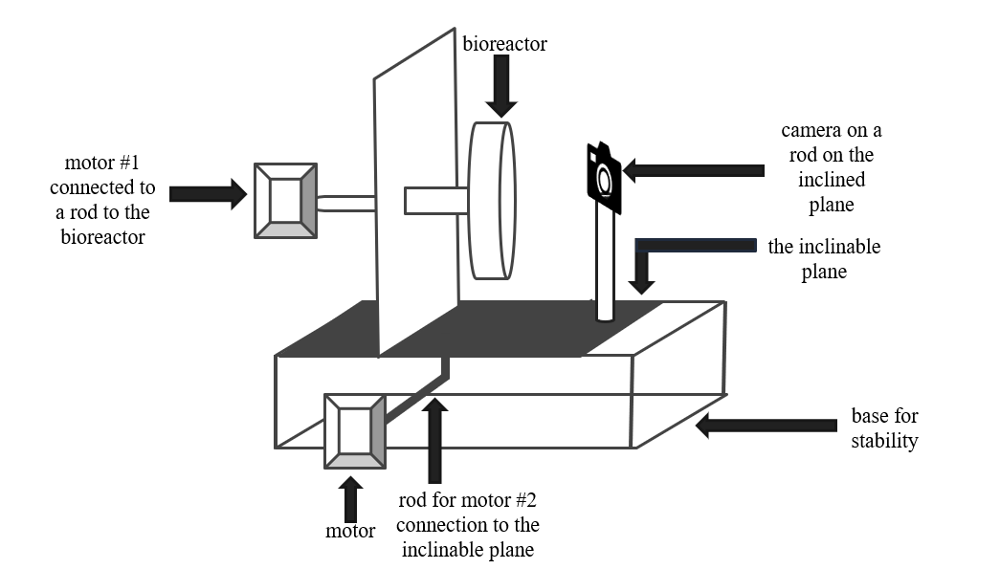 bioreactor
motor #1
connected to
a rod to the
bioreactor
camera on a
rod on the
inclined
plane
the inclinable
plane
base for
stability
motor
rod for motor #2
connection to the
inclinable plane